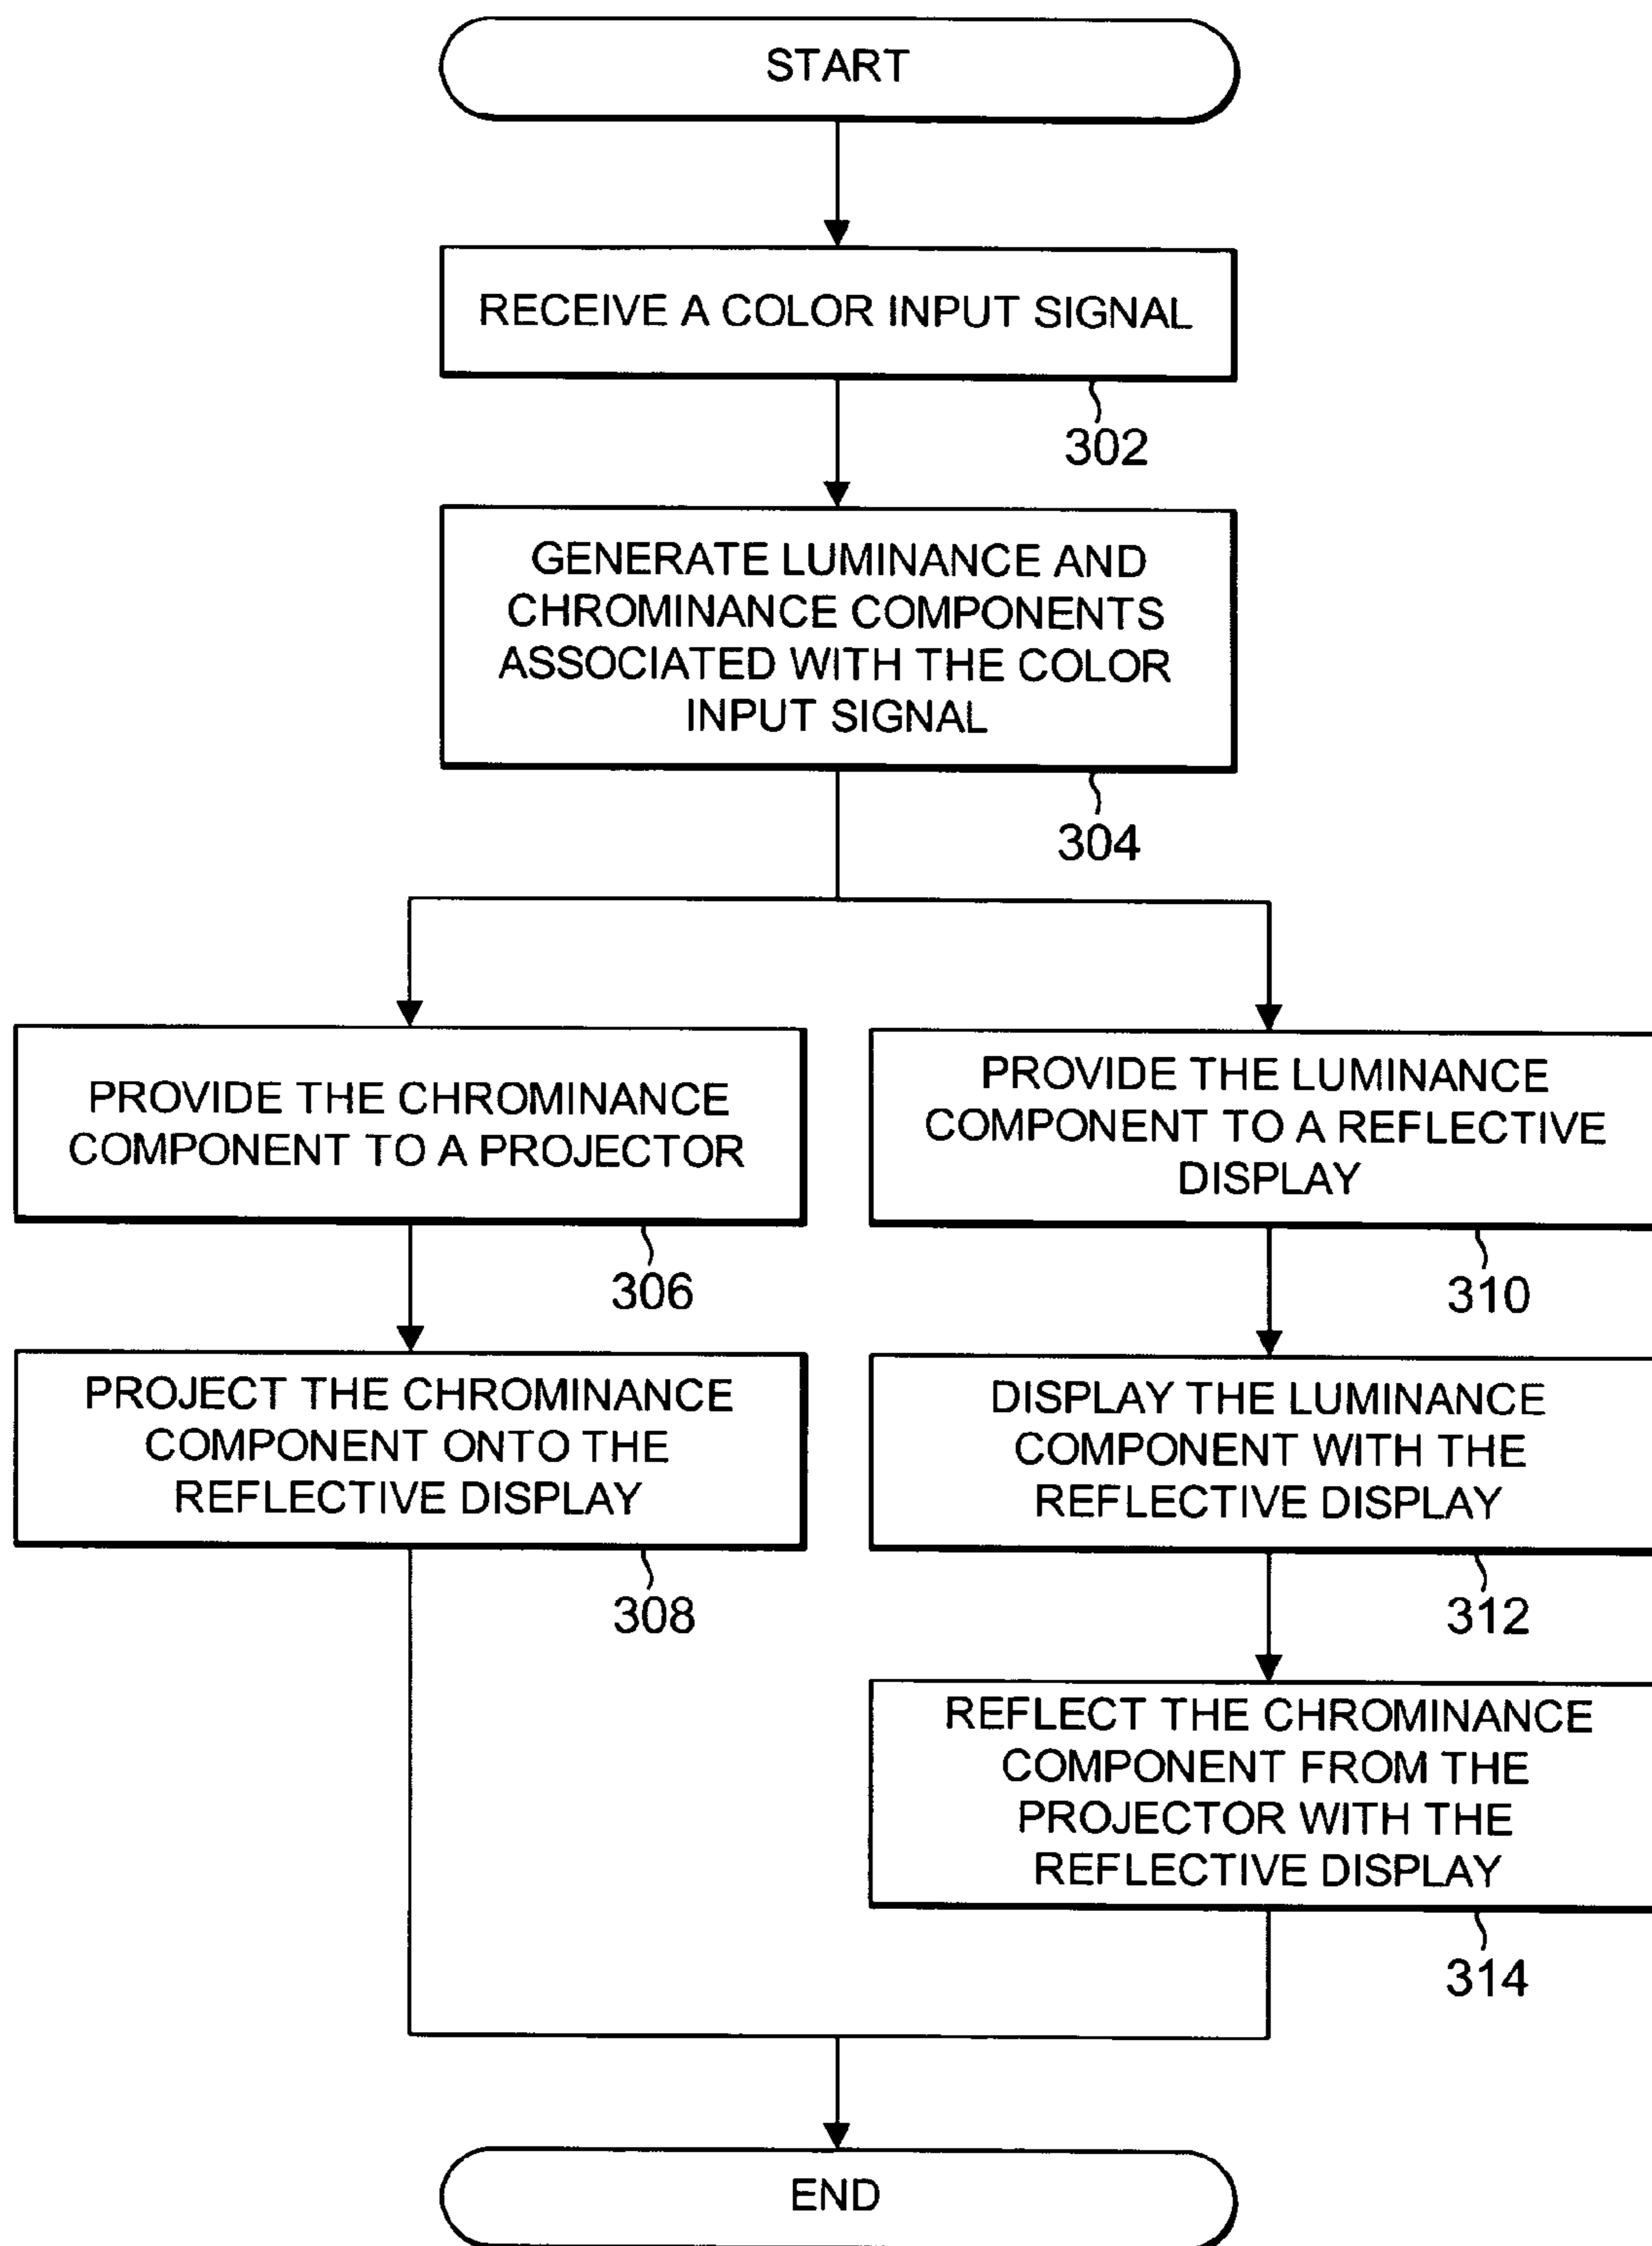 START
RECEIVE A COLOR INPUT SIGNAL
302
GENERATE LUMINANCE AND
CHROMINANCE COMPONENTS
ASSOCIATED WITH THE COLOR
INPUT SIGNAL
304
PROVIDE THE CHROMINANCE
COMPONENT TO A PROJECTOR
306
PROJECT THE CHROMINANCE
COMPONENT ONTO THE
REFLECTIVE DISPLAY
308
PROVIDE THE LUMINANCE
COMPONENT TO A REFLECTIVE
DISPLAY
310
DISPLAY THE LUMINANCE
COMPONENT WITH THE
REFLECTIVE DISPLAY
312
REFLECT THE CHROMINANCE
COMPONENT FROM THE
PROJECTOR WITH THE
REFLECTIVE DISPLAY
314
END